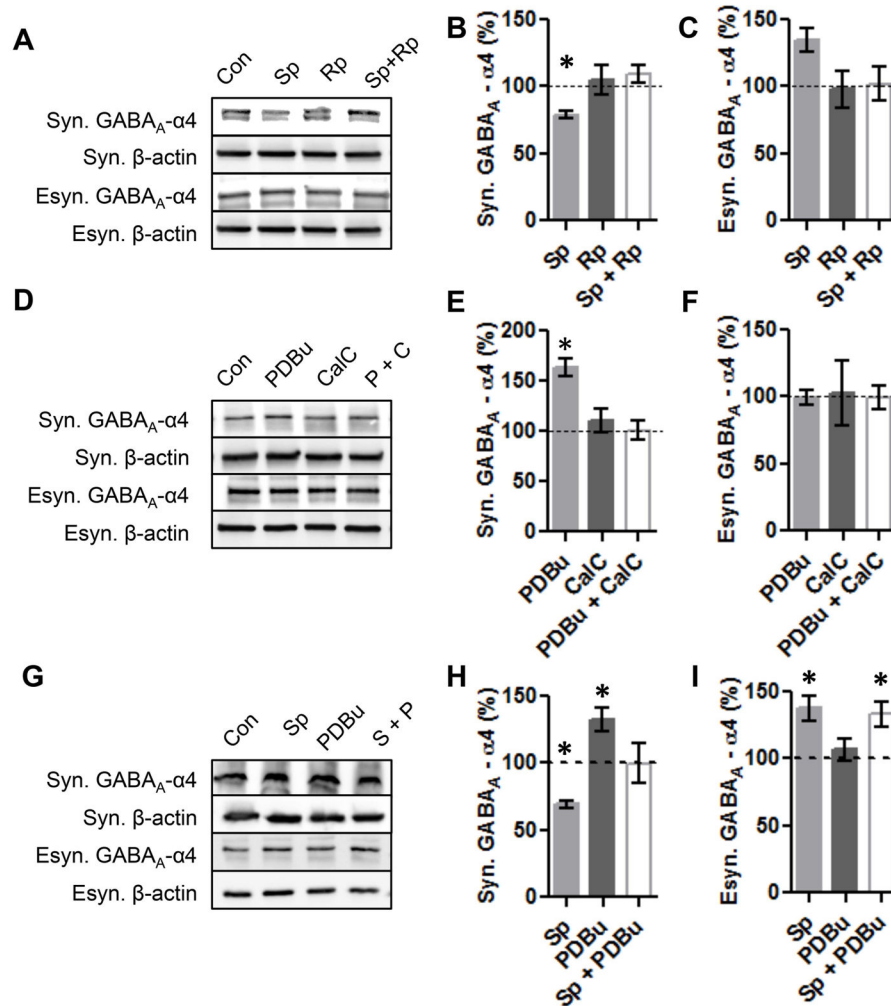 A
Con Sp Rp Sp+Rp
Syn. GABAA-α4
Syn. β-actin
Esyn. GABAA-α4
Esyn. β-actin
B
Syn. GABAA - α4 (%)
150
100
50
0
*
Sp Rp Sp + Rp
C
Esyn. GABAA - α4 (%)
150
100
50
0
Sp Rp Sp + Rp
D
Con PDBu CalC P + C
Syn. GABAA-α4
Syn. β-actin
Esyn. GABAA-α4
Esyn. β-actin
E
Syn. GABAA - α4 (%)
200
150
100
50
0
*
PDBu CalC PDBu + CalC
F
Esyn. GABAA - α4 (%)
150
100
50
0
PDBu CalC PDBu + CalC
G
Con Sp PDBu S + P
Syn. GABAA-α4
Syn. β-actin
Esyn. GABAA-α4
Esyn. β-actin
H
Syn. GABAA - α4 (%)
150
100
50
0
* *
Sp PDBu Sp + PDBu
I
Esyn. GABAA - α4 (%)
150
100
50
0
* *
Sp PDBu Sp + PDBu